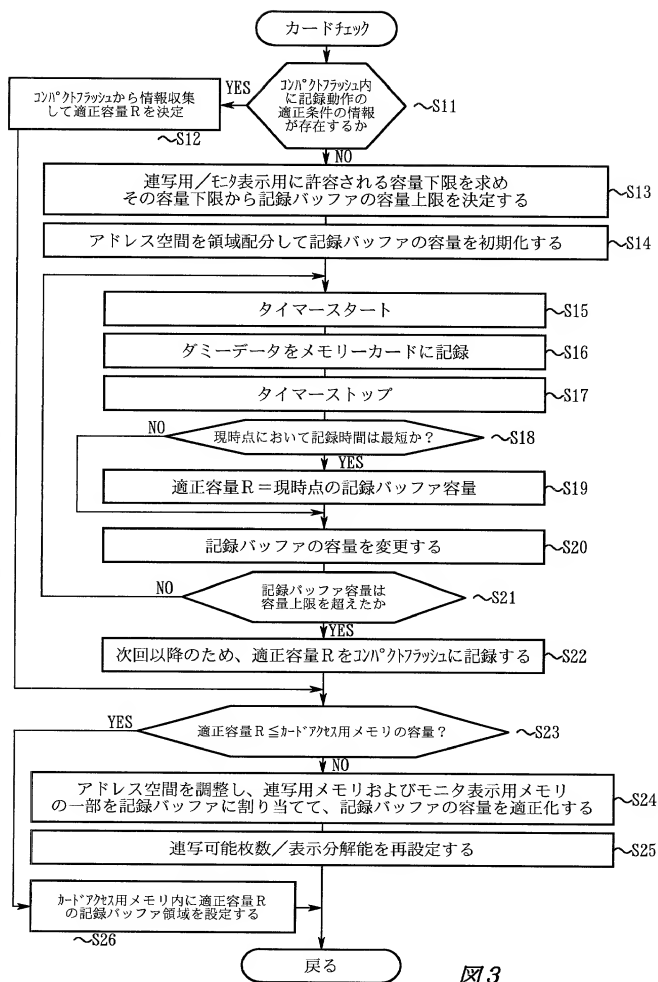 カードチェック
コンパクトフラッシュ内
に記録動作の
適正条件の情報
が存在するか
~S11
YES
コンパクトフラッシュから情報収集
して適正容量Rを決定
~S12
NO
連写用/モニタ表示用に許容される容量下限を求め
その容量下限から記録バッファの容量上限を決定する
~S13
アドレス空間を領域配分して記録バッファの容量を初期化する
~S14
タイマースタート
~S15
ダミーデータをメモリーカードに記録
~S16
タイマーストップ
~S17
NO
現時点において記録時間は最短か?
~S18
YES
適正容量R=現時点の記録バッファ容量
~S19
記録バッファの容量を変更する
~S20
NO
記録バッファ容量は
容量上限を超えたか
~S21
YES
次回以降のため、適正容量Rをコンパクトフラッシュに記録する
~S22
YES
適正容量R≦カードアクセス用メモリの容量?
~S23
NO
アドレス空間を調整し、連写用メモリおよびモニタ表示用メモリ
の一部を記録バッファに割り当てて、記録バッファの容量を適正化する
~S24
連写可能枚数/表示分解能を再設定する
~S25
カードアクセス用メモリ内に適正容量R
の記録バッファ領域を設定する
~S26
戻る
図3